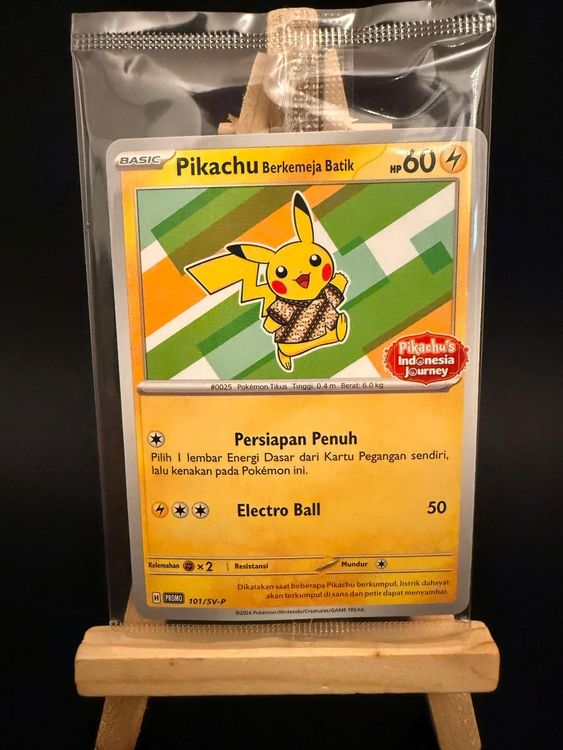 BASIC Pikachu Berkemeja Batik HP 60
Pikachu's
Indonesia
Journey
#0025 Pokémon Tikus Tinggi: 0.4 m Berat: 6.0 kg
Persiapan Penuh
Pilih 1 lembar Energi Dasar dari Kartu Pegangan sendiri,
lalu kenakan pada Pokémon ini.
Electro Ball 50
Kelemahan ×2 Resistansi Mundur
H PROMO 101/SV-P
Dikatakan saat beberapa Pikachu berkumpul, listrik dahsyat
akan terkumpul di sana dan petir dapat menyambar.
©2024 Pokémon/Nintendo/Creatures/GAME FREAK.